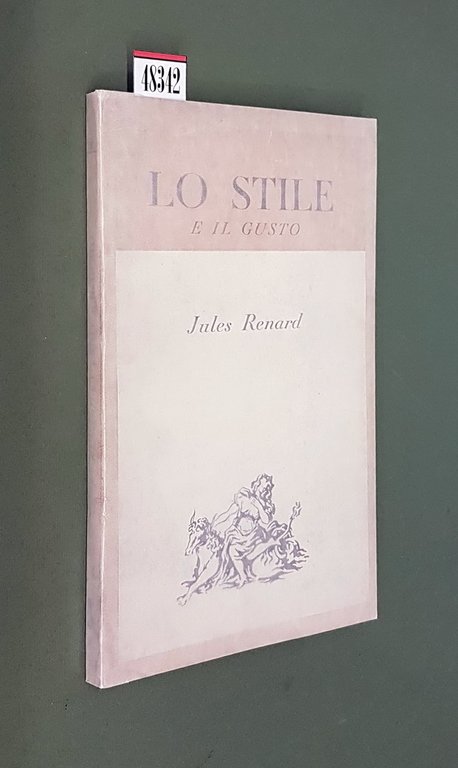 48342
LO STILE
E IL GUSTO
Jules Renard